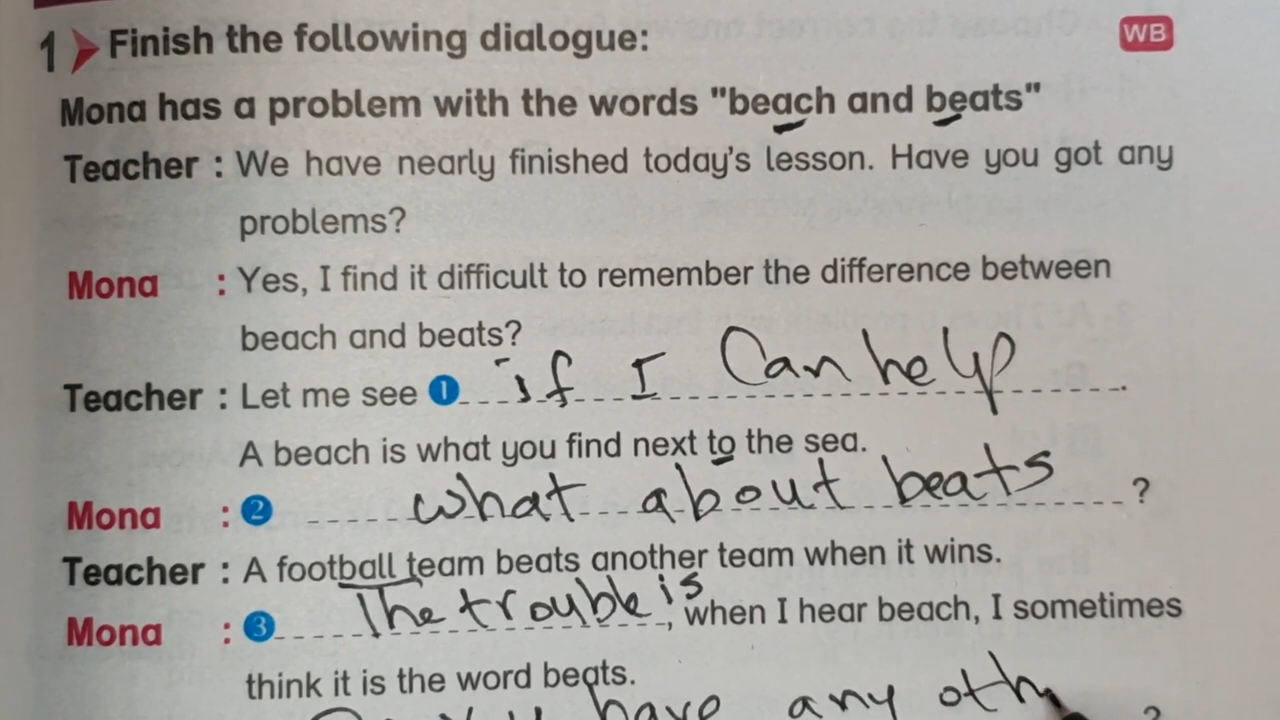 1 Finish the following dialogue:
WB
Mona has a problem with the words "beach and beats"
Teacher : We have nearly finished today's lesson. Have you got any
problems?
Mona : Yes, I find it difficult to remember the difference between
beach and beats?
Teacher : Let me see 1 if I Can help .
A beach is what you find next to the sea.
Mona : 2 what about beats ?
Teacher : A football team beats another team when it wins.
Mona : 3 The trouble is , when I hear beach, I sometimes
think it is the word beats.
have any oth ?